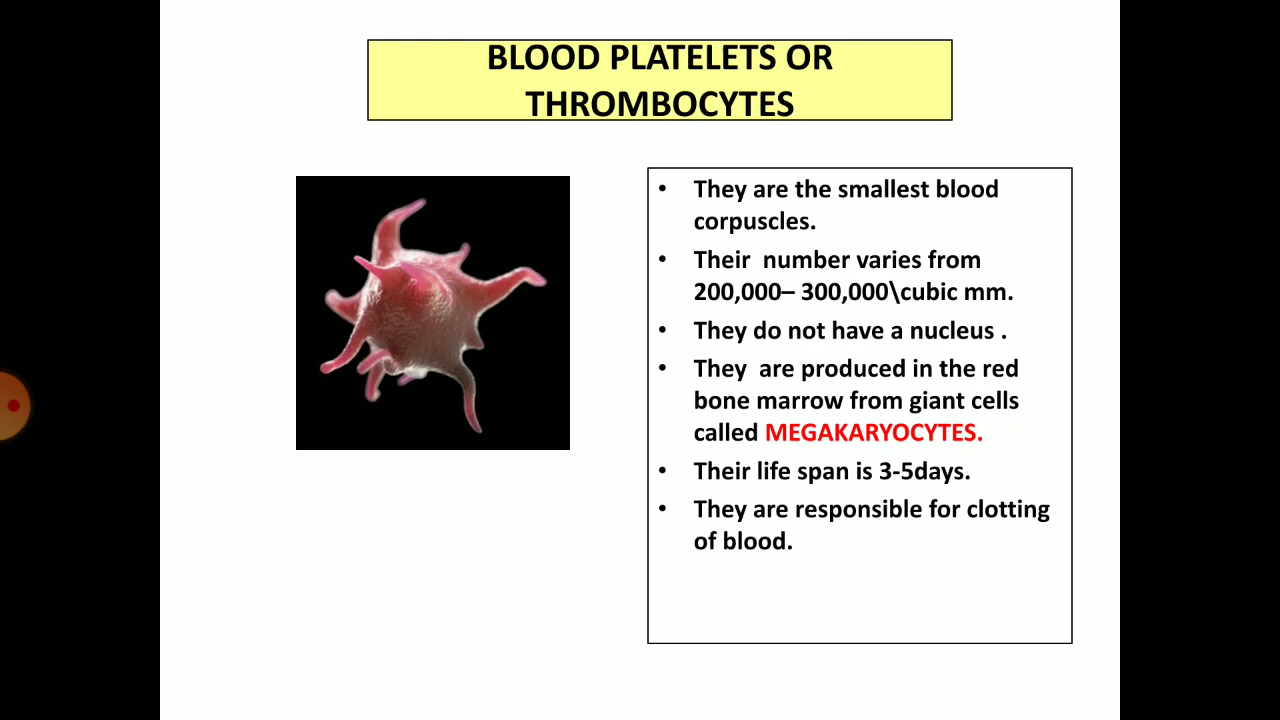 BLOOD PLATELETS OR
THROMBOCYTES
• They are the smallest blood
corpuscles.
• Their  number varies from
200,000– 300,000\cubic mm.
• They do not have a nucleus .
• They  are produced in the red
bone marrow from giant cells
called MEGAKARYOCYTES.
• Their life span is 3-5days.
• They are responsible for clotting
of blood.